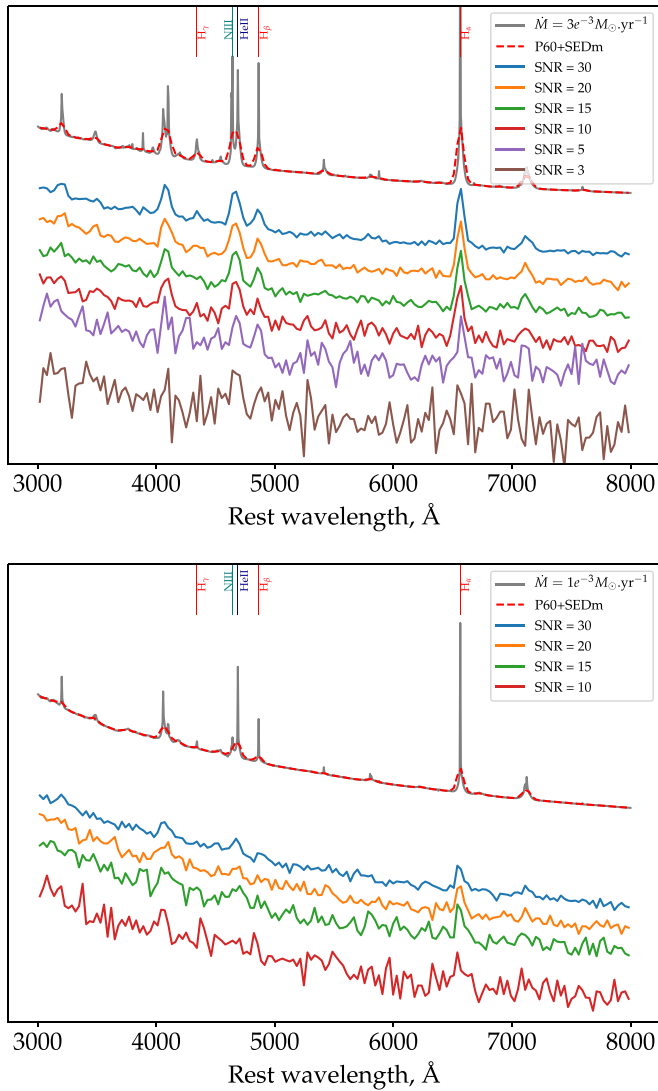 Hγ NIII HeII Hβ Hα
Ṁ = 3e⁻³M⊙.yr⁻¹
P60+SEDm
SNR = 30
SNR = 20
SNR = 15
SNR = 10
SNR = 5
SNR = 3
3000 4000 5000 6000 7000 8000
Rest wavelength, Å
Hγ NIII HeII Hβ Hα
Ṁ = 1e⁻³M⊙.yr⁻¹
P60+SEDm
SNR = 30
SNR = 20
SNR = 15
SNR = 10
3000 4000 5000 6000 7000 8000
Rest wavelength, Å